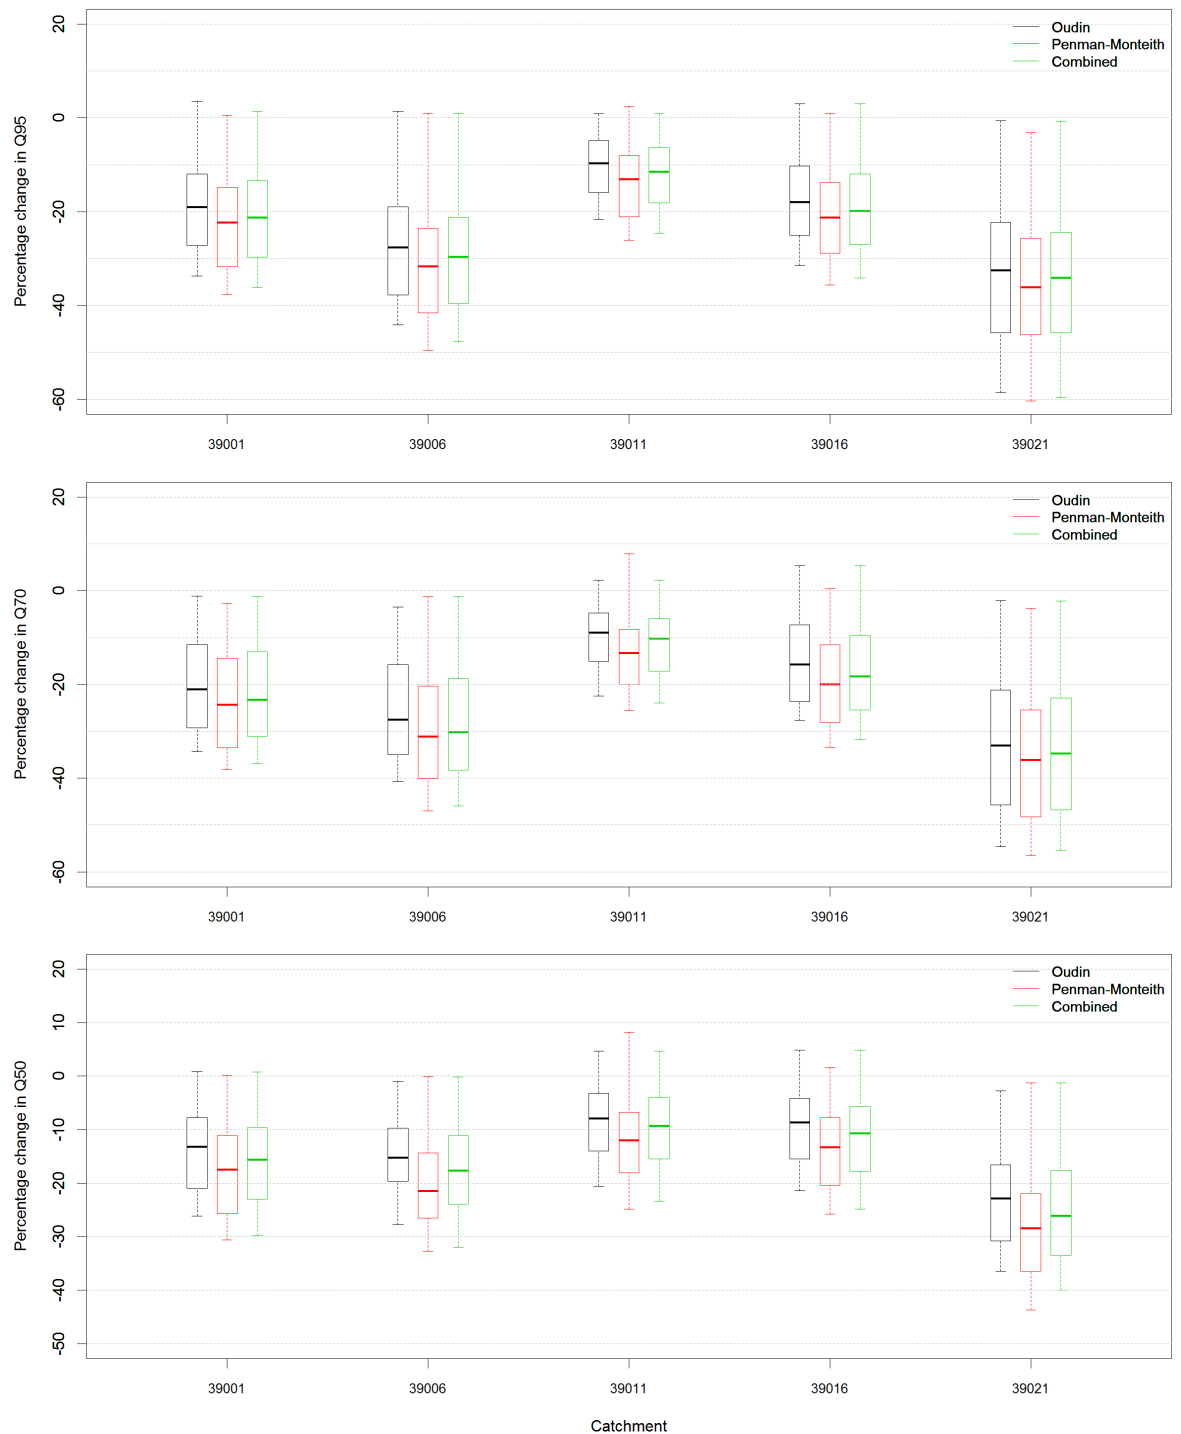 Percentage change in Q95
20
0
-20
-40
-60
Oudin
Penman-Monteith
Combined
39001 39006 39011 39016 39021
Percentage change in Q70
20
0
-20
-40
-60
Oudin
Penman-Monteith
Combined
39001 39006 39011 39016 39021
Percentage change in Q50
20
10
0
-10
-20
-30
-40
-50
Oudin
Penman-Monteith
Combined
39001 39006 39011 39016 39021
Catchment